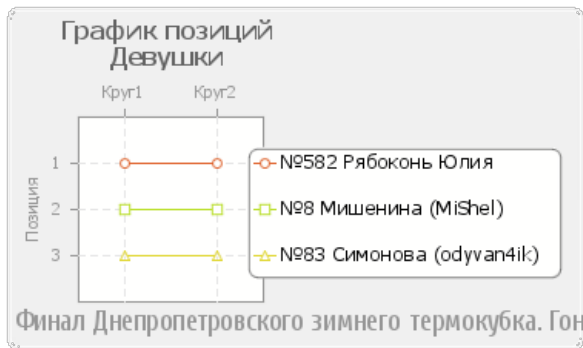 График позиций
Девушки
Круг1 Круг2
Позиция
1
2
3
№582 Рябоконь Юлия
№8 Мишенина (MiShel)
№83 Симонова (odyvan4ik)
Финал Днепропетровского зимнего термокубка. Гон